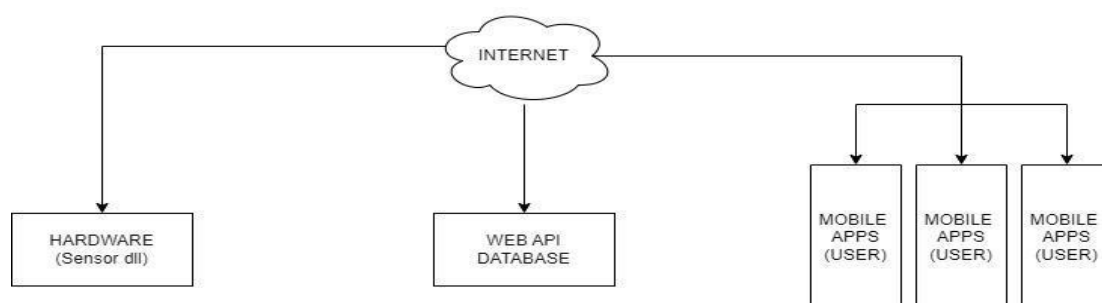 INTERNET
HARDWARE
(Sensor dll)
WEB API
DATABASE
MOBILE
APPS
(USER)
MOBILE
APPS
(USER)
MOBILE
APPS
(USER)